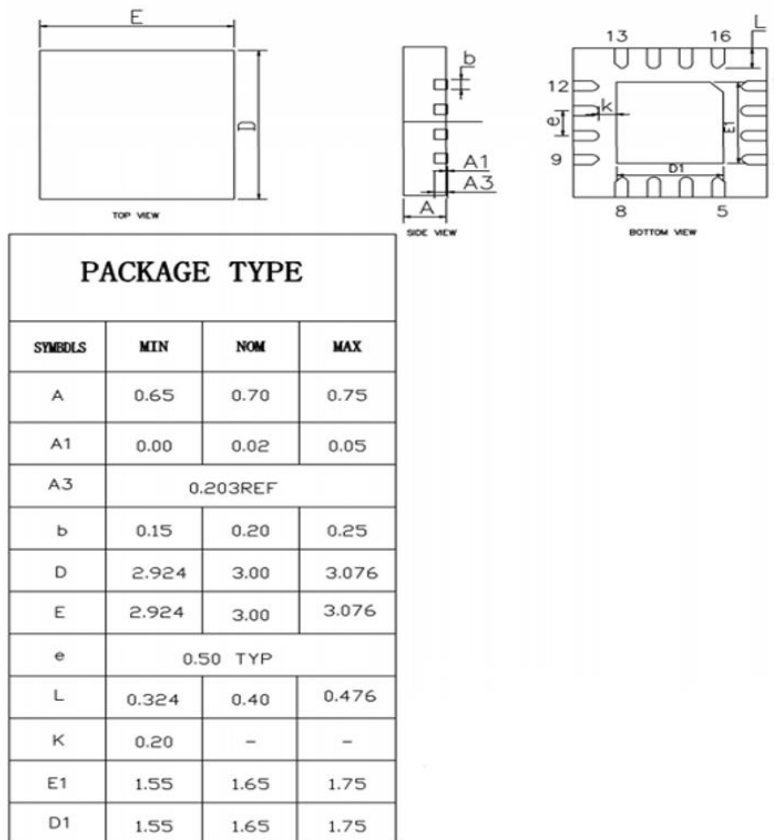 E
D
TOP VIEW
b
A1
A3
A
SIDE VIEW
L
13 16
12
k
e
E1
9
D1
8 5
BOTTOM VIEW
PACKAGE TYPE
SYMBOLS MIN NOM MAX
A 0.65 0.70 0.75
A1 0.00 0.02 0.05
A3 0.203REF
b 0.15 0.20 0.25
D 2.924 3.00 3.076
E 2.924 3.00 3.076
e 0.50 TYP
L 0.324 0.40 0.476
K 0.20 - -
E1 1.55 1.65 1.75
D1 1.55 1.65 1.75